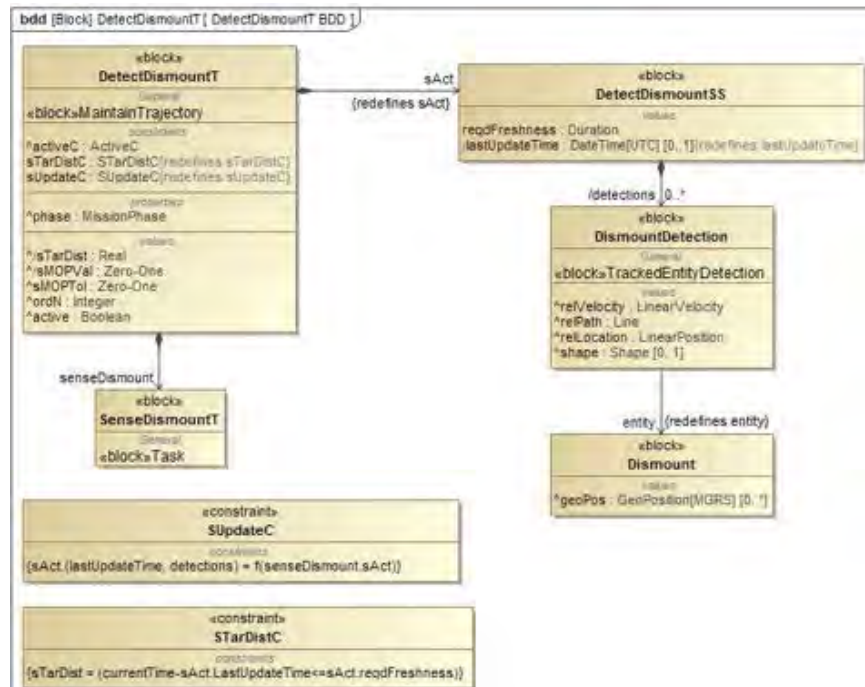 bdd [Block] DetectDismountT [ DetectDismountT BDD ]
«block»
DetectDismountT
General
«block»MaintainTrajectory
constraints
^activeC : ActiveC
sTarDistC : STarDistC{redefines sTarDistC}
sUpdateC : SUpdateC{redefines sUpdateC}
properties
^phase : MissionPhase
values
^/sTarDist : Real
^/sMOPVal : Zero-One
^sMOPTol : Zero-One
^ordN : Integer
^active : Boolean
sAct
{redefines sAct}
«block»
DetectDismountSS
values
reqdFreshness : Duration
/lastUpdateTime : DateTime[UTC] [0..1]{redefines lastUpdateTime}
/detections 0..*
«block»
DismountDetection
General
«block»TrackedEntityDetection
values
^relVelocity : LinearVelocity
^relPath : Line
^relLocation : LinearPosition
^shape : Shape [0..1]
senseDismount
«block»
SenseDismountT
General
«block»Task
entity {redefines entity}
«block»
Dismount
values
^geoPos : GeoPosition[MGRS] [0..*]
«constraint»
SUpdateC
constraints
{sAct.(lastUpdateTime, detections) = f(senseDismount.sAct)}
«constraint»
STarDistC
constraints
{sTarDist = (currentTime-sAct.LastUpdateTime<=sAct.reqdFreshness)}